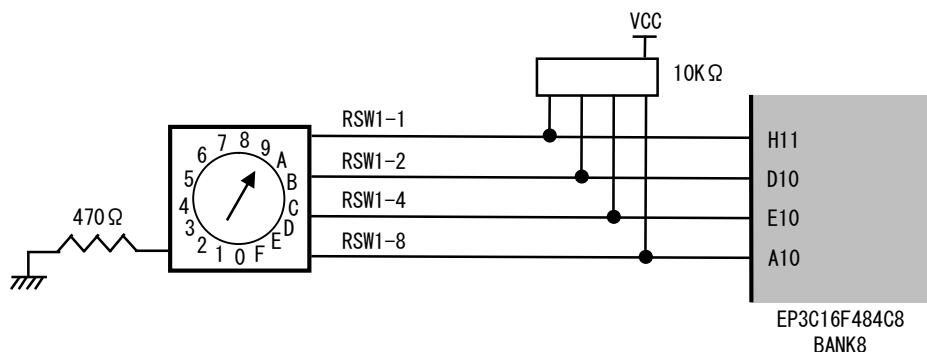 VCC
10KΩ
RSW1-1
H11
RSW1-2
D10
RSW1-4
E10
RSW1-8
A10
470Ω
0
1
2
3
4
5
6
7
8
9
A
B
C
D
E
F
EP3C16F484C8
BANK8